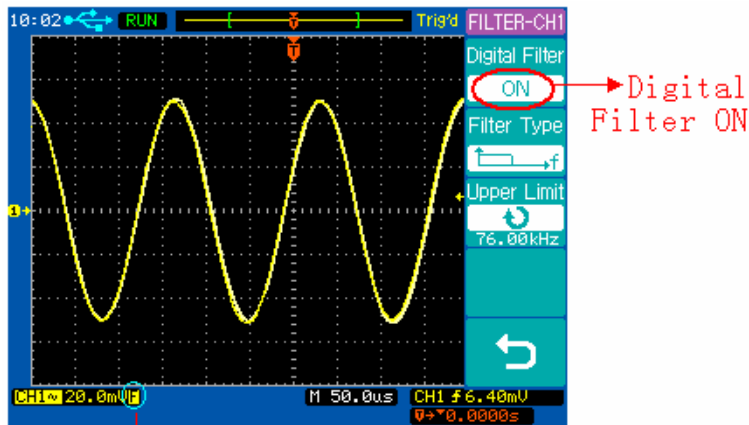 10:02 RUN T Trig'd FILTER-CH1
T
Digital Filter
ON
Digital
Filter ON
Filter Type
f
1
Upper Limit
76.00kHz
CH1~ 20.0mV F M 50.0us CH1 6.40mV
0.0000s